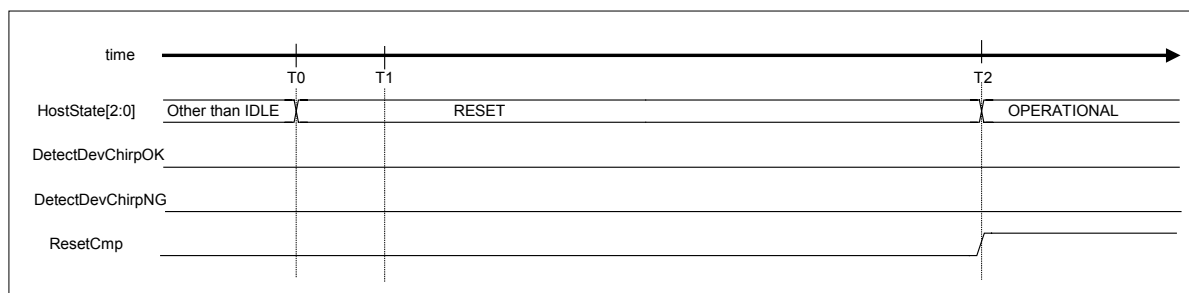 time
T0 T1 T2
HostState[2:0] Other than IDLE RESET OPERATIONAL
DetectDevChirpOK
DetectDevChirpNG
ResetCmp